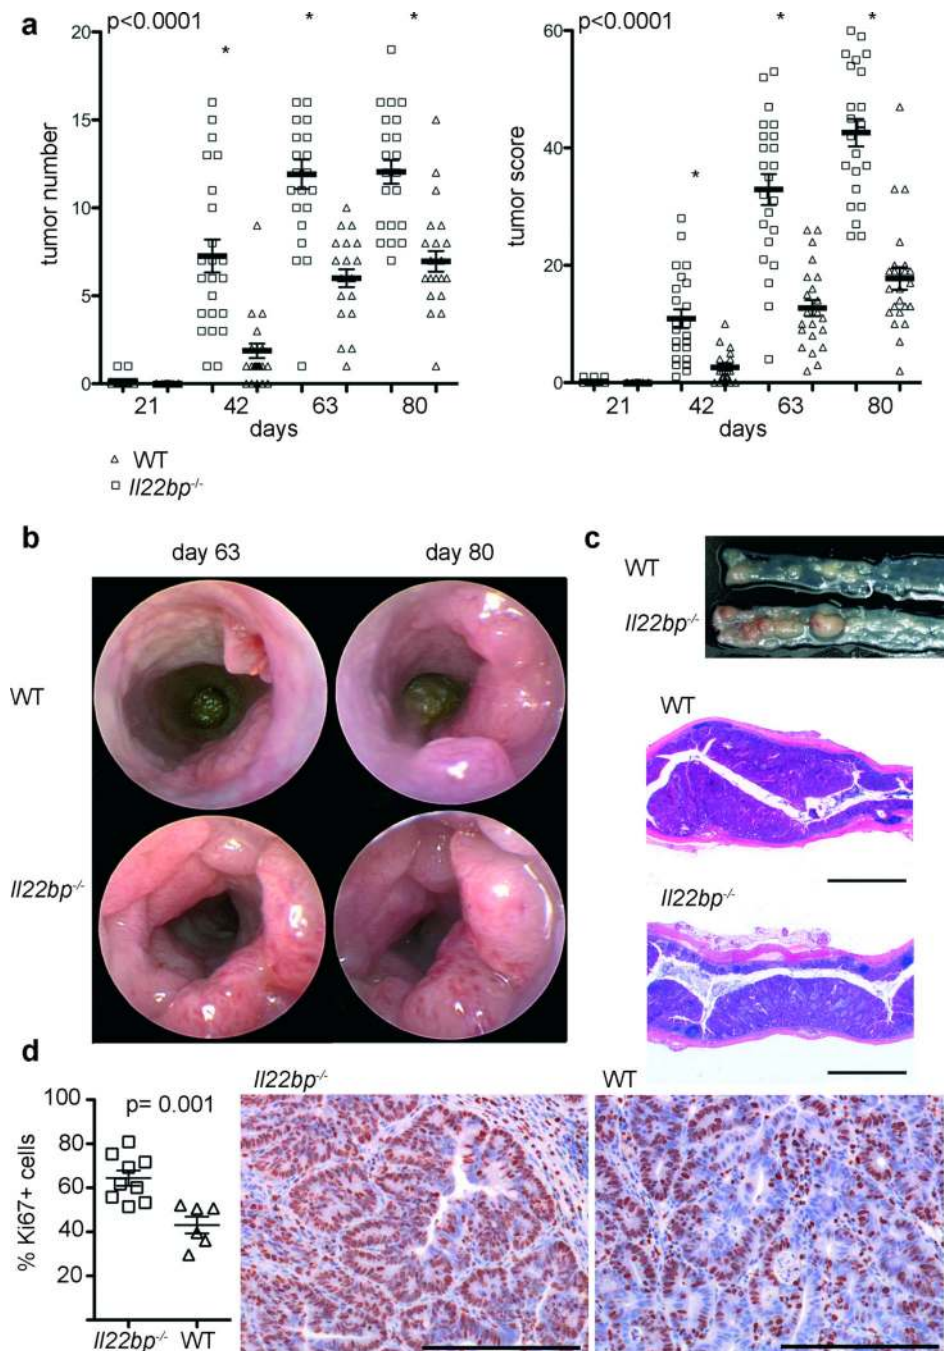 a
p<0.0001
*
*
*
20
15
10
5
0
tumor number
21
42
63
80
days
p<0.0001
*
*
*
60
40
20
0
tumor score
21
42
63
80
days
△ WT
□ Il22bp-/-
b
day 63
day 80
WT
Il22bp-/-
c
WT
Il22bp-/-
WT
Il22bp-/-
d
p= 0.001
100
80
60
40
20
% Ki67+ cells
Il22bp-/-
WT
Il22bp-/-
WT